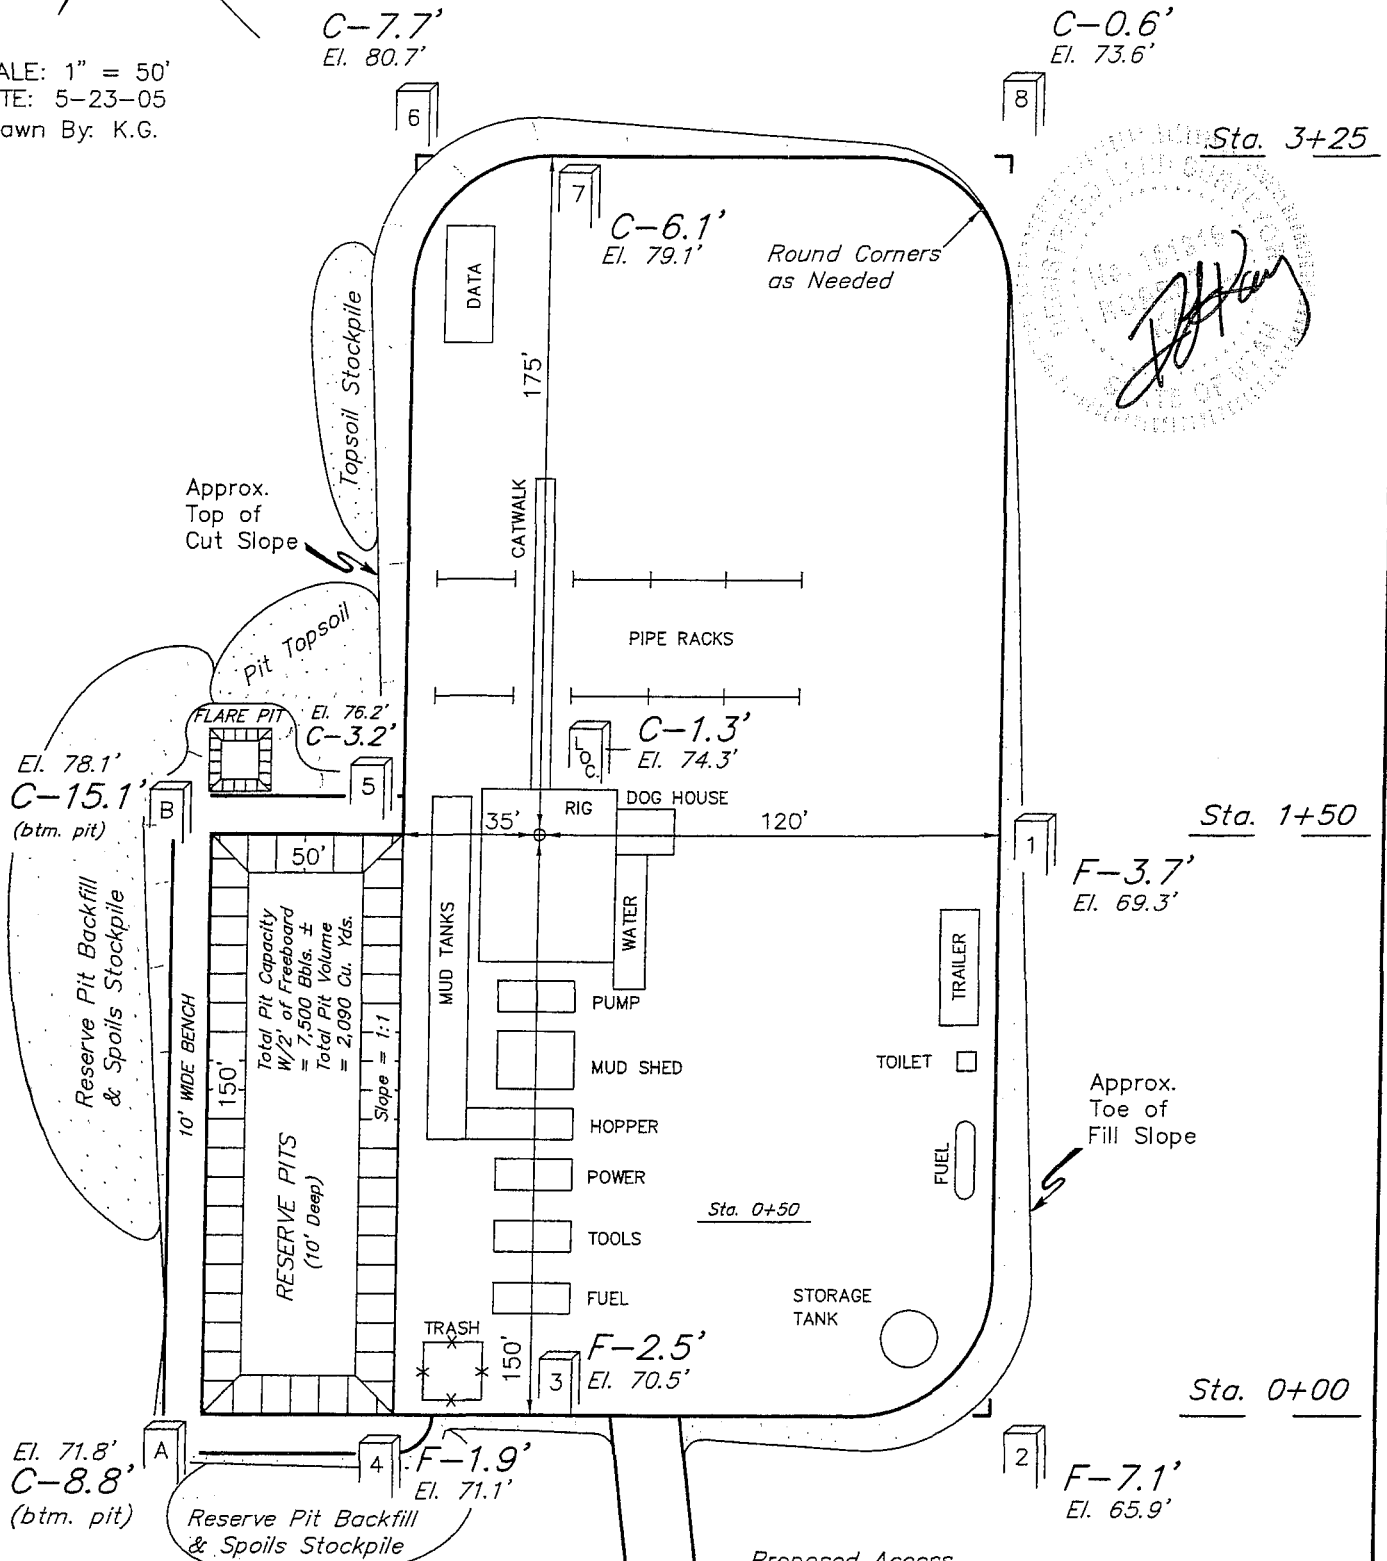 C-7.7'
El. 80.7'
C-0.6'
El. 73.6'
ALE: 1" = 50'
TE: 5-23-05
awn By: K.G.
6
8
Sta. 3+25
7
C-6.1'
El. 79.1'
Round Corners
as Needed
DATA
175'
Topsoil Stockpile
CATWALK
Approx.
Top of
Cut Slope
Pit Topsoil
PIPE RACKS
FLARE PIT
El. 76.2'
C-3.2'
5
LOC.
C-1.3'
El. 74.3'
El. 78.1'
C-15.1'
(btm. pit)
B
RIG
DOG HOUSE
35'
120'
Sta. 1+50
1
F-3.7'
El. 69.3'
50'
Reserve Pit Backfill
& Spoils Stockpile
10' WIDE BENCH
150'
Total Pit Capacity
W/2' of Freeboard
= 7,500 Bbls. ±
Total Pit Volume
= 2,090 Cu. Yds.
RESERVE PITS
(10' Deep)
Slope = 1:1
MUD TANKS
WATER
TRAILER
PUMP
MUD SHED
TOILET
HOPPER
Approx.
Toe of
Fill Slope
POWER
FUEL
Sta. 0+50
TOOLS
FUEL
STORAGE
TANK
TRASH
150'
3
F-2.5'
El. 70.5'
Sta. 0+00
El. 71.8'
C-8.8'
(btm. pit)
A
4
F-1.9'
El. 71.1'
2
F-7.1'
El. 65.9'
Reserve Pit Backfill
& Spoils Stockpile
Proposed Access